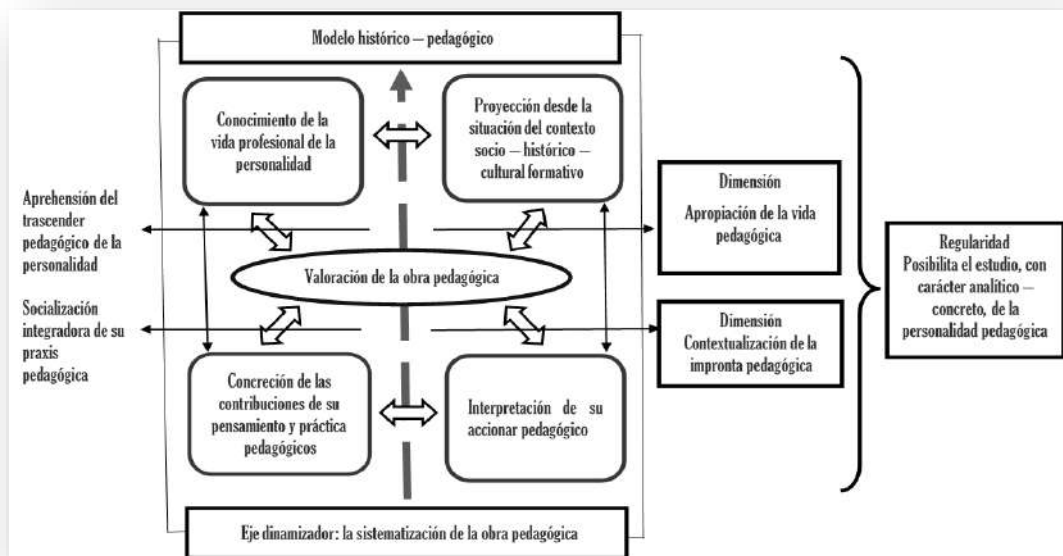 Modelo histórico – pedagógico
Conocimiento de la
vida profesional de la
personalidad
Proyección desde la
situación del contexto
socio – histórico –
cultural formativo
Aprehensión del
trascender
pedagógico de la
personalidad
Dimensión
Apropiación de la vida
pedagógica
Valoración de la obra pedagógica
Regularidad
Posibilita el estudio, con
carácter analítico –
concreto, de la
personalidad pedagógica
Socialización
integradora de su
praxis
pedagógica
Dimensión
Contextualización de la
impronta pedagógica
Concreción de las
contribuciones de su
pensamiento y práctica
pedagógicos
Interpretación de su
accionar pedagógico
Eje dinamizador: la sistematización de la obra pedagógica